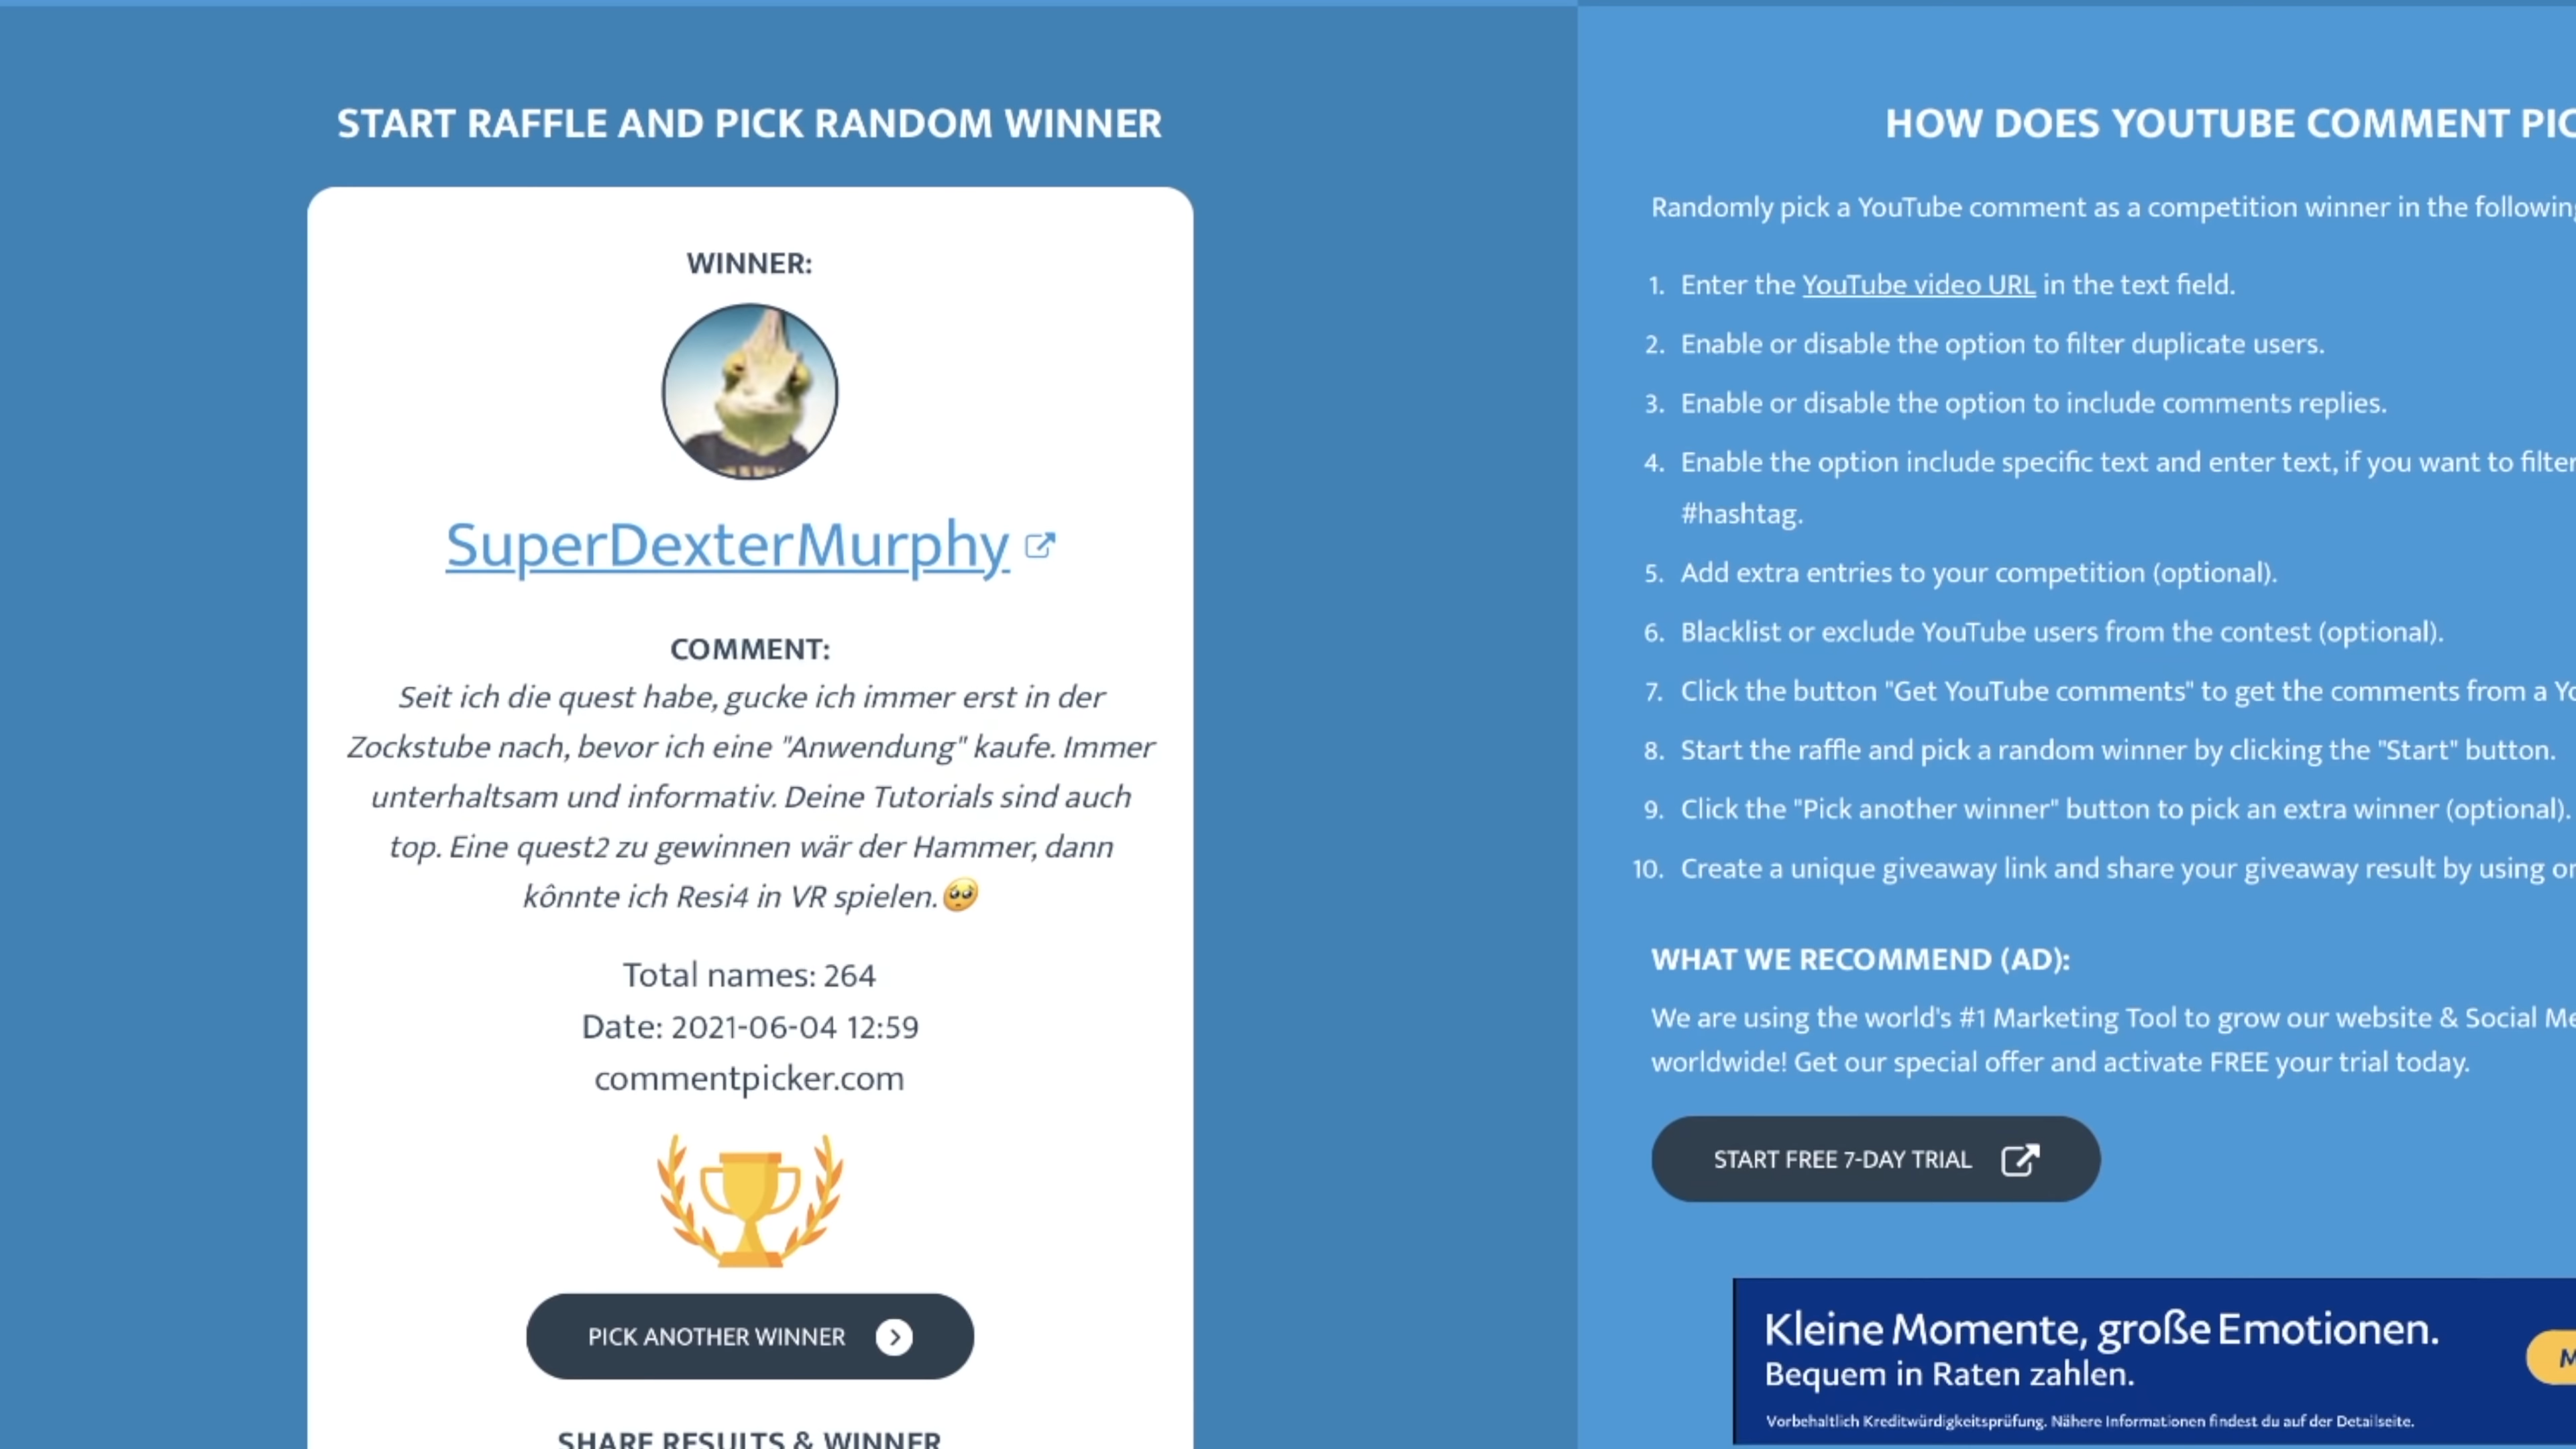 START RAFFLE AND PICK RANDOM WINNER
WINNER:
SuperDexterMurphy
COMMENT:
Seit ich die quest habe, gucke ich immer erst in der
Zockstube nach, bevor ich eine "Anwendung" kaufe. Immer
unterhaltsam und informativ. Deine Tutorials sind auch
top. Eine quest2 zu gewinnen wär der Hammer, dann
kônnte ich Resi4 in VR spielen.🥺
Total names: 264
Date: 2021-06-04 12:59
commentpicker.com
PICK ANOTHER WINNER
SHARE RESULTS & WINNER
HOW DOES YOUTUBE COMMENT PIC
Randomly pick a YouTube comment as a competition winner in the following
1. Enter the YouTube video URL in the text field.
2. Enable or disable the option to filter duplicate users.
3. Enable or disable the option to include comments replies.
4. Enable the option include specific text and enter text, if you want to filter
#hashtag.
5. Add extra entries to your competition (optional).
6. Blacklist or exclude YouTube users from the contest (optional).
7. Click the button "Get YouTube comments" to get the comments from a Yo
8. Start the raffle and pick a random winner by clicking the "Start" button.
9. Click the "Pick another winner" button to pick an extra winner (optional).
10. Create a unique giveaway link and share your giveaway result by using
WHAT WE RECOMMEND (AD):
We are using the world's #1 Marketing Tool to grow our website & Social Me
worldwide! Get our special offer and activate FREE your trial today.
START FREE 7-DAY TRIAL
Kleine Momente, große Emotionen.
Bequem in Raten zahlen.
Vorbehaltlich Kreditwürdigkeitsprüfung. Nähere Informationen findest du auf der Detailseite.